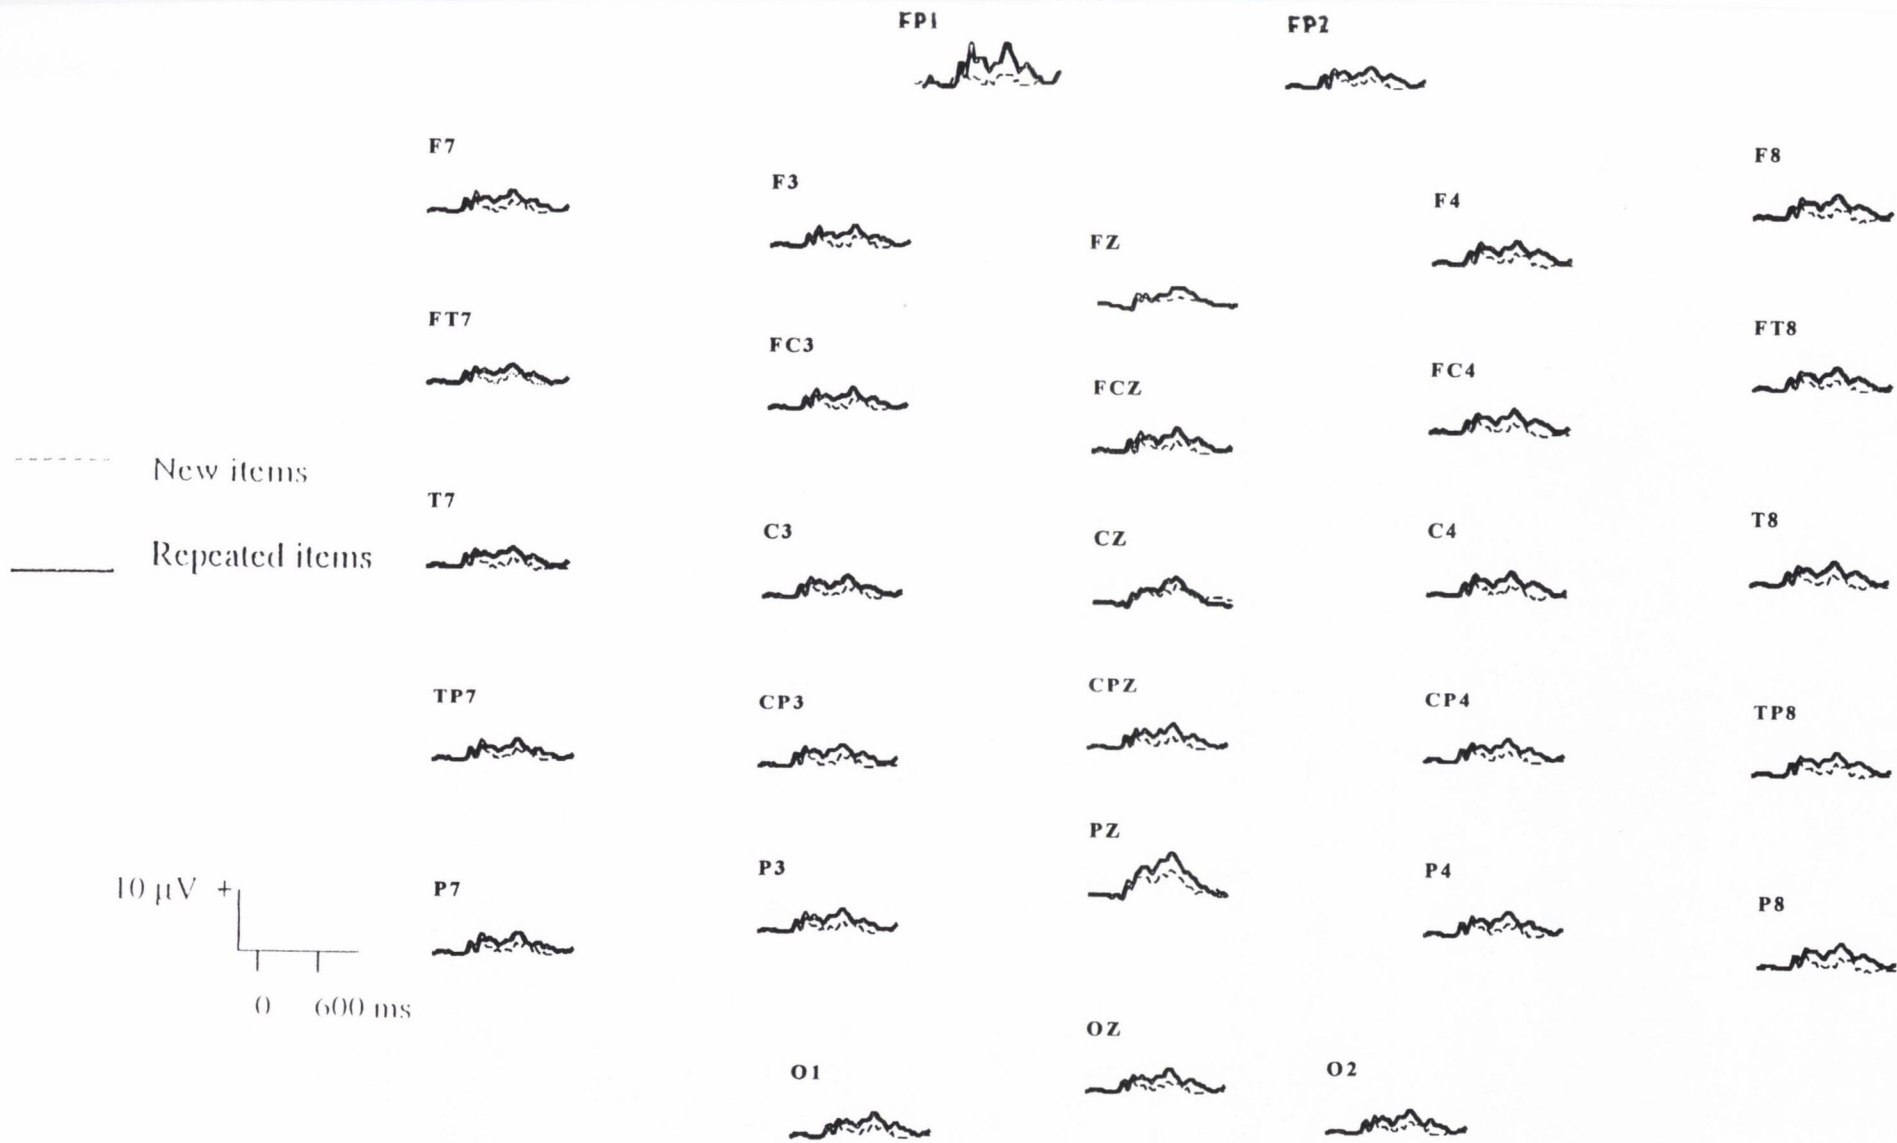 FP1
FP2
F7
F3
FZ
F4
F8
FT7
FC3
FCZ
FC4
FT8
New items
T7
C3
CZ
C4
T8
Repeated items
TP7
CP3
CPZ
CP4
TP8
10 μV +
P7
P3
PZ
P4
P8
0 600 ms
O1
OZ
O2